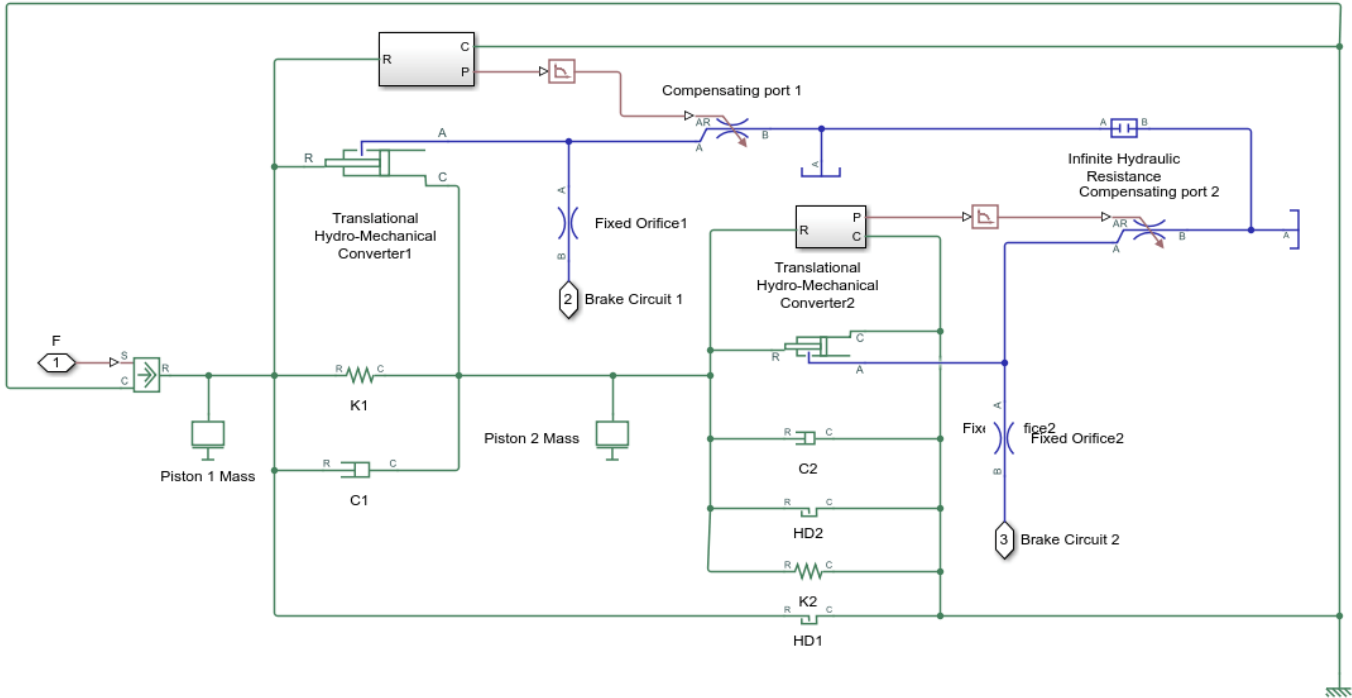 C
R
P
Compensating port 1
AR
B
A
A
A
B
A
R
C
A
Infinite Hydraulic
Resistance
Compensating port 2
Translational
Hydro-Mechanical
Converter1
A
Fixed Orifice1
B
P
R
C
AR
B
A
A
Translational
Hydro-Mechanical
Converter2
2
Brake Circuit 1
F
1
S
C
R
C
R
A
R
C
K1
A
Fixe
fice2
Fixed Orifice2
B
Piston 1 Mass
Piston 2 Mass
R
C
C1
R
C
C2
R
C
HD2
3
Brake Circuit 2
R
C
K2
R
C
HD1